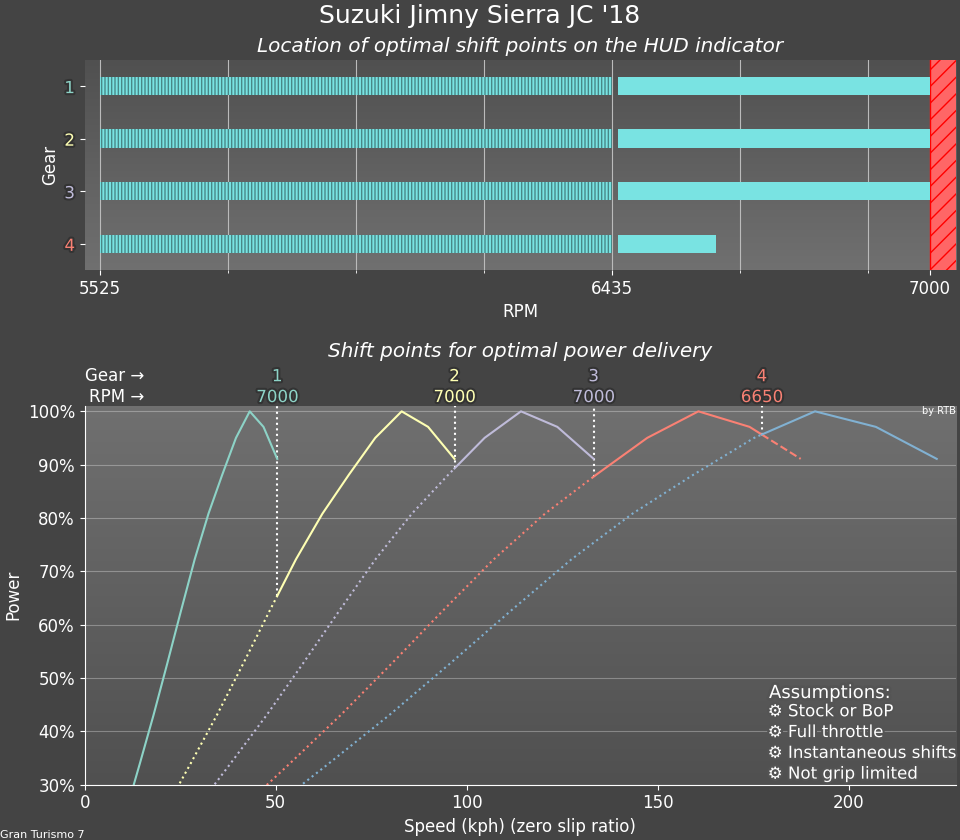 Suzuki Jimny Sierra JC '18
Location of optimal shift points on the HUD indicator
Gear
1
2
3
4
5525 6435 7000
RPM
Shift points for optimal power delivery
Gear → 1 2 3 4
RPM → 7000 7000 7000 6650
by RTB
Power
100%
90%
80%
70%
60%
50%
40%
30%
Assumptions:
⚙ Stock or BoP
⚙ Full throttle
⚙ Instantaneous shifts
⚙ Not grip limited
0 50 100 150 200
Speed (kph) (zero slip ratio)
Gran Turismo 7